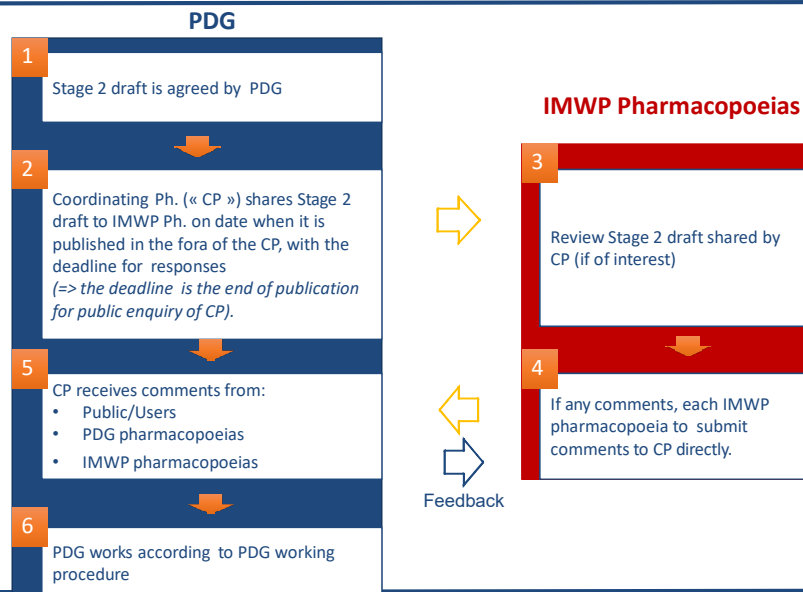 PDG
1
Stage 2 draft is agreed by PDG
2
Coordinating Ph. (« CP ») shares Stage 2
draft to IMWP Ph. on date when it is
published in the fora of the CP, with the
deadline for responses
(=> the deadline is the end of publication
for public enquiry of CP).
IMWP Pharmacopoeias
3
Review Stage 2 draft shared by
CP (if of interest)
4
If any comments, each IMWP
pharmacopoeia to submit
comments to CP directly.
5
CP receives comments from:
• Public/Users
• PDG pharmacopoeias
• IMWP pharmacopoeias
Feedback
6
PDG works according to PDG working
procedure